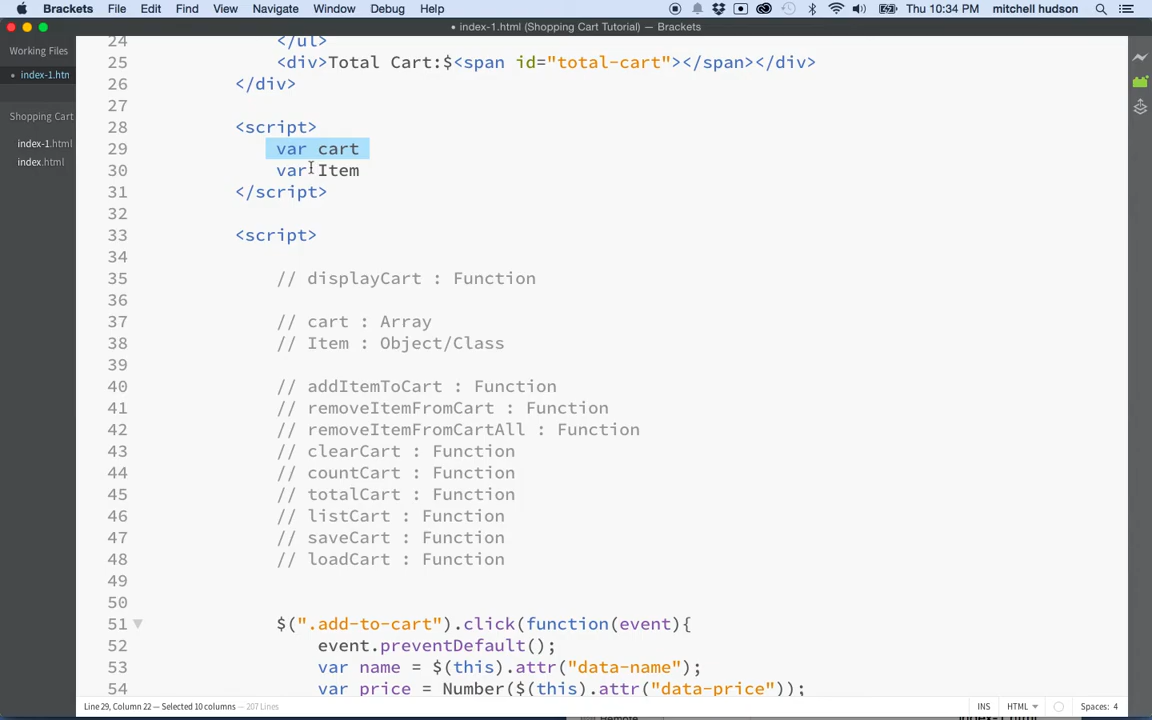 Brackets File Edit Find View Navigate Window Debug Help Thu 10:34 PM mitchell hudson
• index-1.html (Shopping Cart Tutorial) — Brackets
Working Files
• index-1.htn
Shopping Cart
index-1.html
index.html
24 </ul>
25 <div>Total Cart:$<span id="total-cart"></span></div>
26 </div>
27
28 <script>
29 var cart
30 var Item
31 </script>
32
33 <script>
34
35 // displayCart : Function
36
37 // cart : Array
38 // Item : Object/Class
39
40 // addItemToCart : Function
41 // removeItemFromCart : Function
42 // removeItemFromCartAll : Function
43 // clearCart : Function
44 // countCart : Function
45 // totalCart : Function
46 // listCart : Function
47 // saveCart : Function
48 // loadCart : Function
49
50
51 $(".add-to-cart").click(function(event){
52 event.preventDefault();
53 var name = $(this).attr("data-name");
54 var price = Number($(this).attr("data-price"));
Line 29, Column 22 — Selected 10 columns — 207 Lines INS HTML Spaces: 4